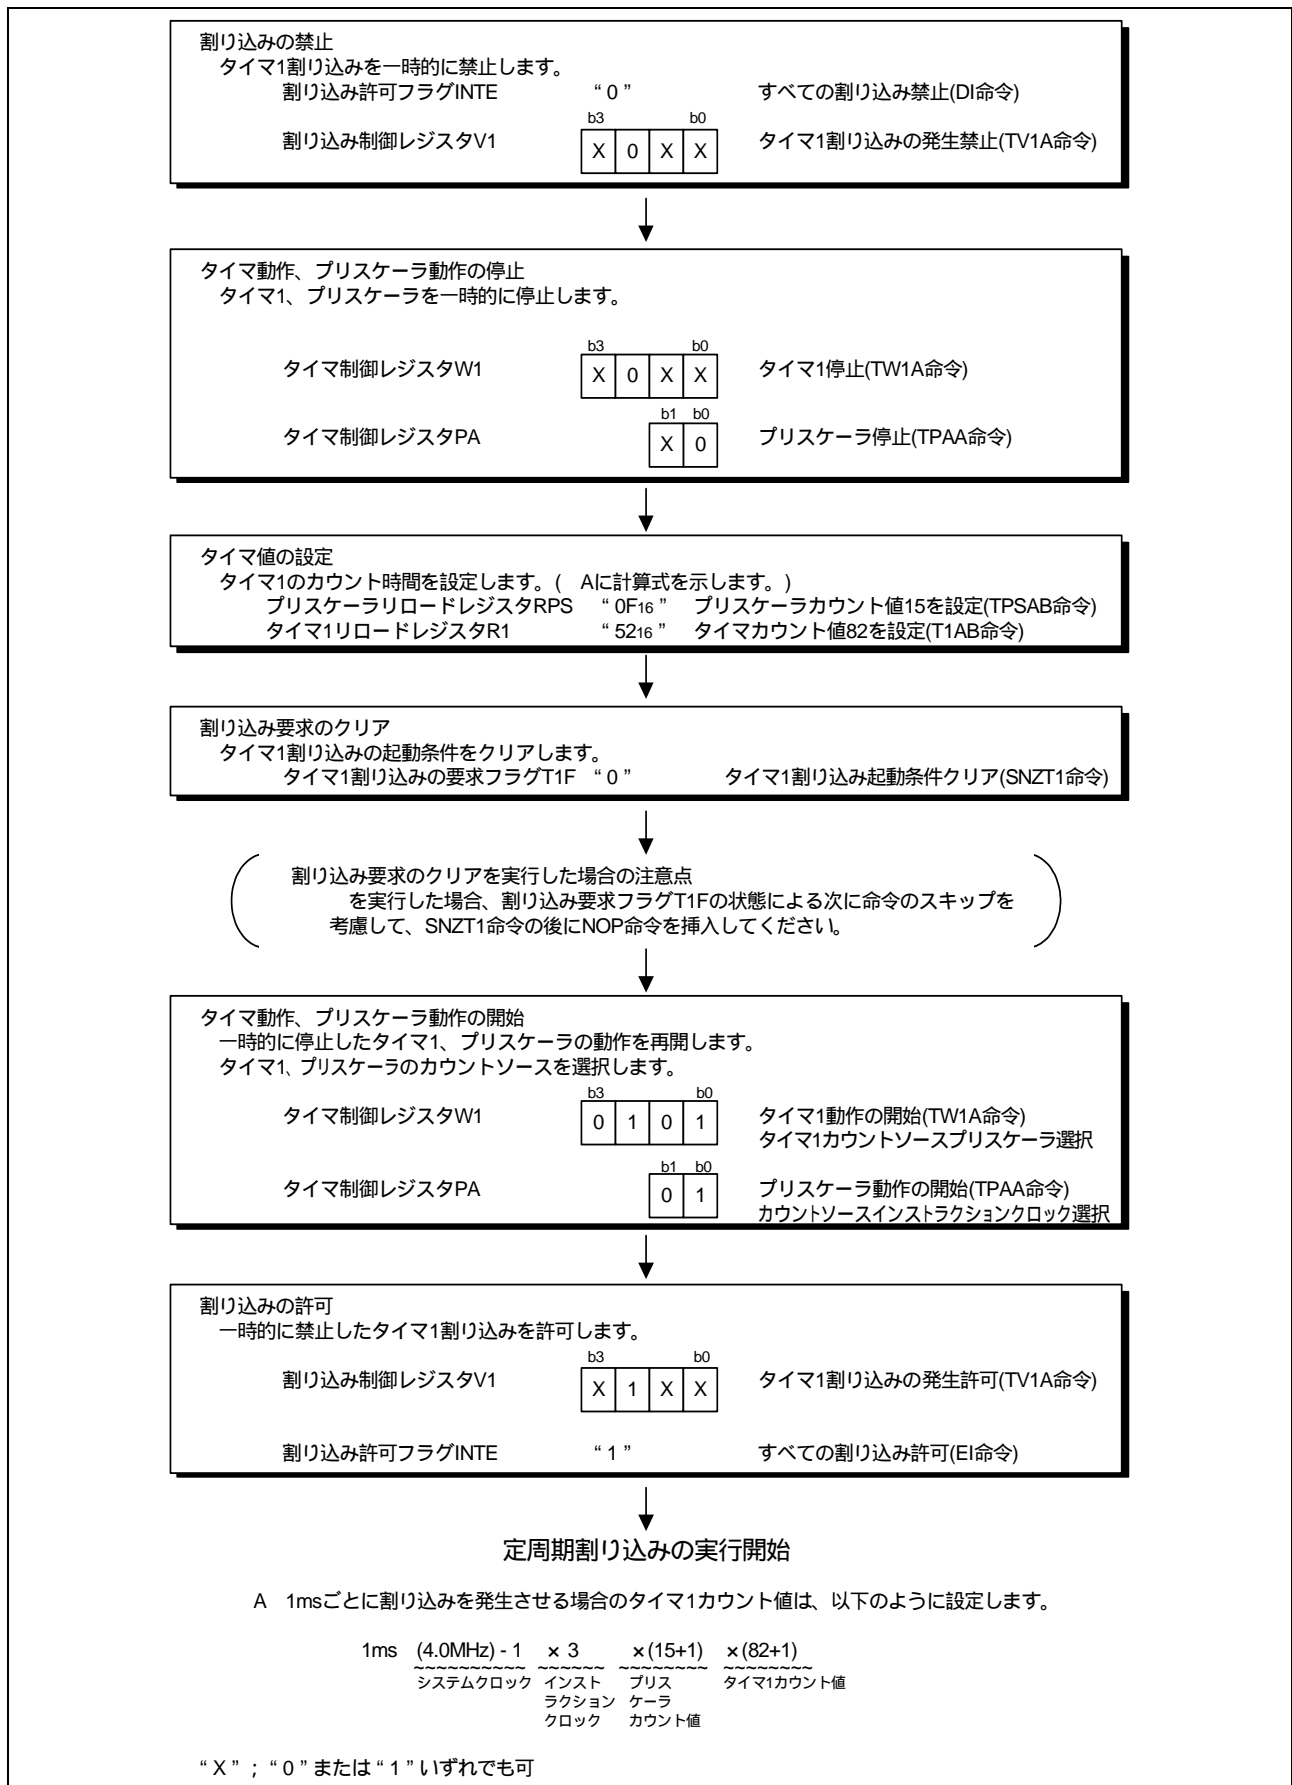 割り込みの禁止
タイマ1割り込みを一時的に禁止します。
割り込み許可フラグINTE “0” すべての割り込み禁止(DI命令)
b3 b0
割り込み制御レジスタV1 X 0 X X タイマ1割り込みの発生禁止(TV1A命令)
タイマ動作、プリスケーラ動作の停止
タイマ1、プリスケーラを一時的に停止します。
b3 b0
タイマ制御レジスタW1 X 0 X X タイマ1停止(TW1A命令)
b1 b0
タイマ制御レジスタPA X 0 プリスケーラ停止(TPAA命令)
タイマ値の設定
タイマ1のカウント時間を設定します。( Aに計算式を示します。)
プリスケーラリロードレジスタRPS “0F16” プリスケーラカウント値15を設定(TPSAB命令)
タイマ1リロードレジスタR1 “5216” タイマカウント値82を設定(T1AB命令)
割り込み要求のクリア
タイマ1割り込みの起動条件をクリアします。
タイマ1割り込みの要求フラグT1F “0” タイマ1割り込み起動条件クリア(SNZT1命令)
割り込み要求のクリアを実行した場合の注意点
を実行した場合、割り込み要求フラグT1Fの状態による次に命令のスキップを
考慮して、SNZT1命令の後にNOP命令を挿入してください。
タイマ動作、プリスケーラ動作の開始
一時的に停止したタイマ1、プリスケーラの動作を再開します。
タイマ1、プリスケーラのカウントソースを選択します。
b3 b0
タイマ制御レジスタW1 0 1 0 1 タイマ1動作の開始(TW1A命令)
タイマ1カウントソースプリスケーラ選択
b1 b0
タイマ制御レジスタPA 0 1 プリスケーラ動作の開始(TPAA命令)
カウントソースインストラクションクロック選択
割り込みの許可
一時的に禁止したタイマ1割り込みを許可します。
b3 b0
割り込み制御レジスタV1 X 1 X X タイマ1割り込みの発生許可(TV1A命令)
割り込み許可フラグINTE “1” すべての割り込み許可(EI命令)
定周期割り込みの実行開始
A 1msごとに割り込みを発生させる場合のタイマ1カウント値は、以下のように設定します。
1ms (4.0MHz) - 1 × 3 ×(15+1) ×(82+1)
システムクロック インスト プリス タイマ1カウント値
ラクション ケーラ
クロック カウント値
“X”;“0”または“1”いずれでも可